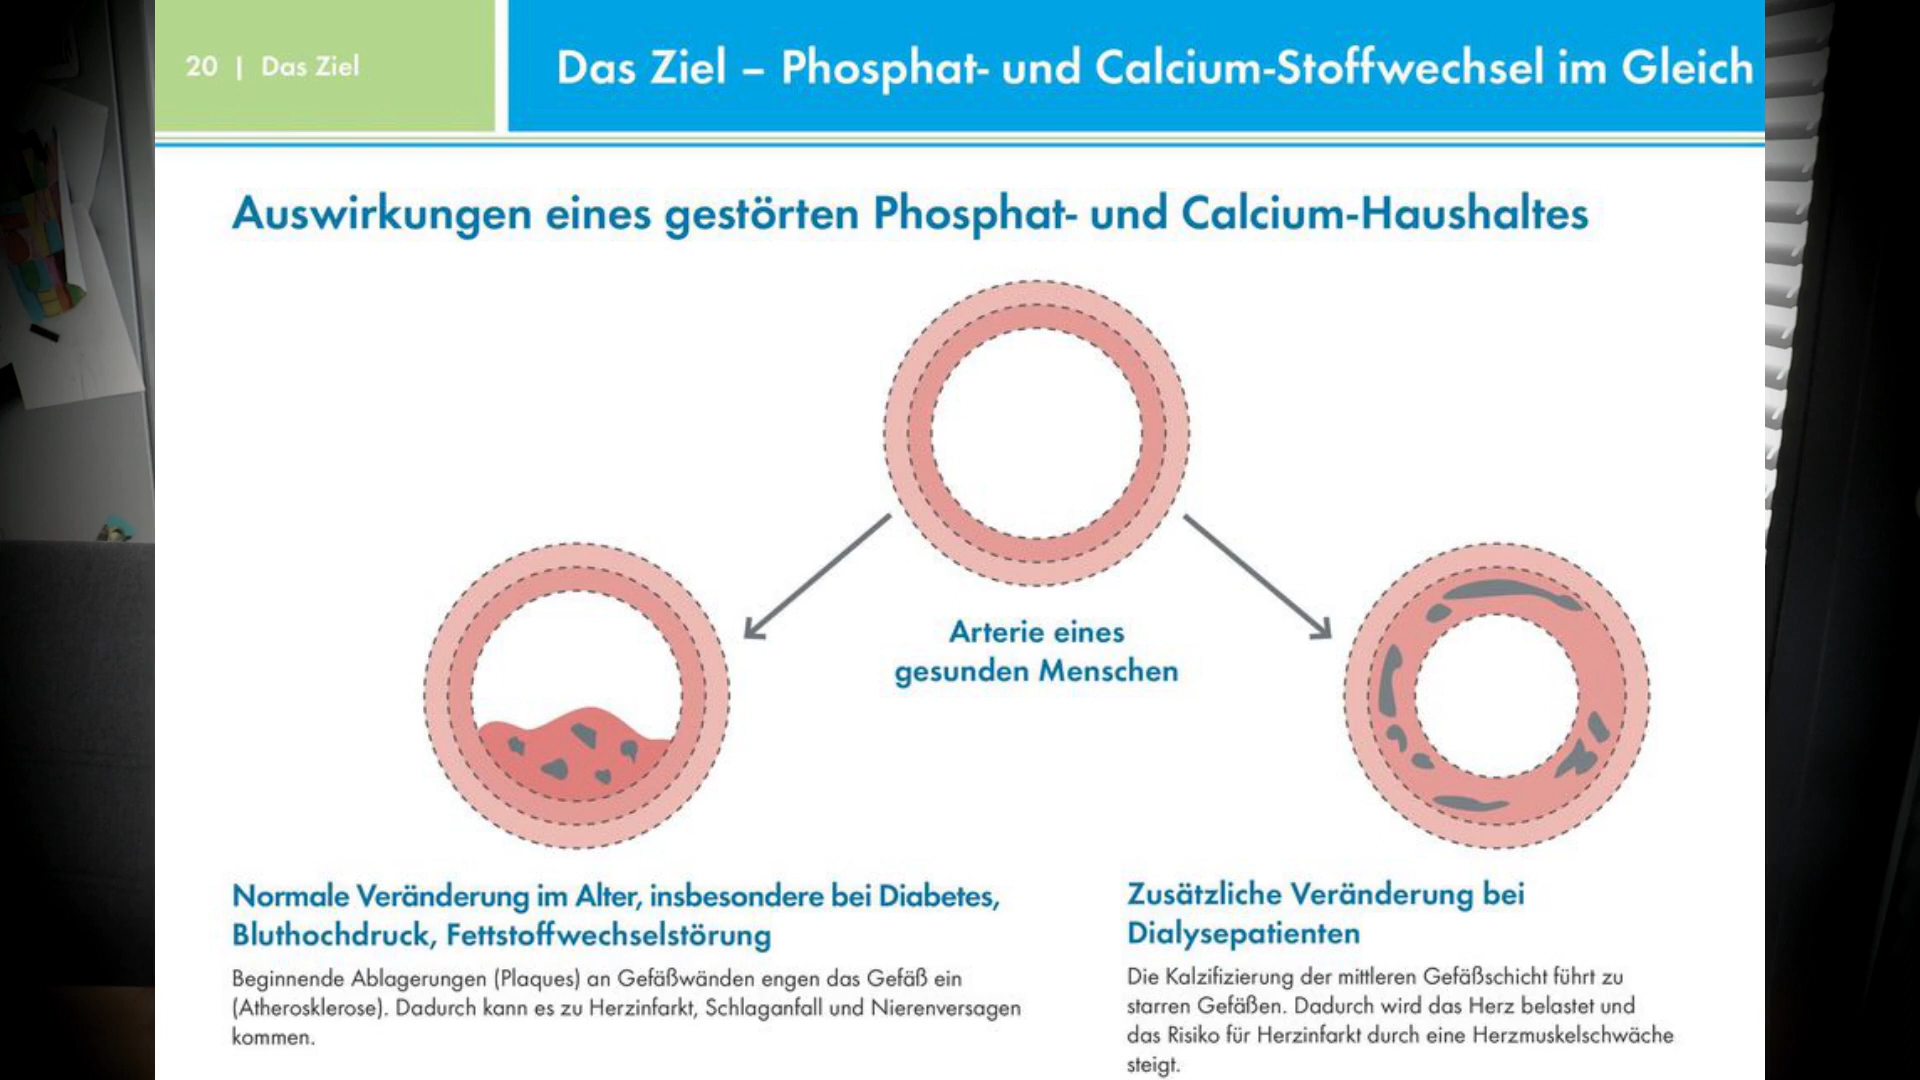 20 | Das Ziel
Das Ziel – Phosphat- und Calcium-Stoffwechsel im Gleich
Auswirkungen eines gestörten Phosphat- und Calcium-Haushaltes
Arterie eines
gesunden Menschen
Normale Veränderung im Alter, insbesondere bei Diabetes,
Bluthochdruck, Fettstoffwechselstörung
Beginnende Ablagerungen (Plaques) an Gefäßwänden engen das Gefäß ein
(Atherosklerose). Dadurch kann es zu Herzinfarkt, Schlaganfall und Nierenversagen
kommen.
Zusätzliche Veränderung bei
Dialysepatienten
Die Kalzifizierung der mittleren Gefäßschicht führt zu
starren Gefäßen. Dadurch wird das Herz belastet und
das Risiko für Herzinfarkt durch eine Herzmuskelschwäche
steigt.